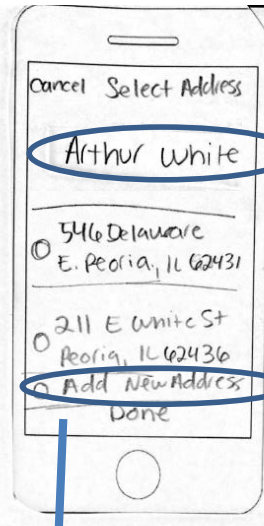 Cancel Select Address
Arthur White
546 Delaware
E. Peoria, IL 62431
211 E White St
Peoria, IL 62436
Add New Address
Done